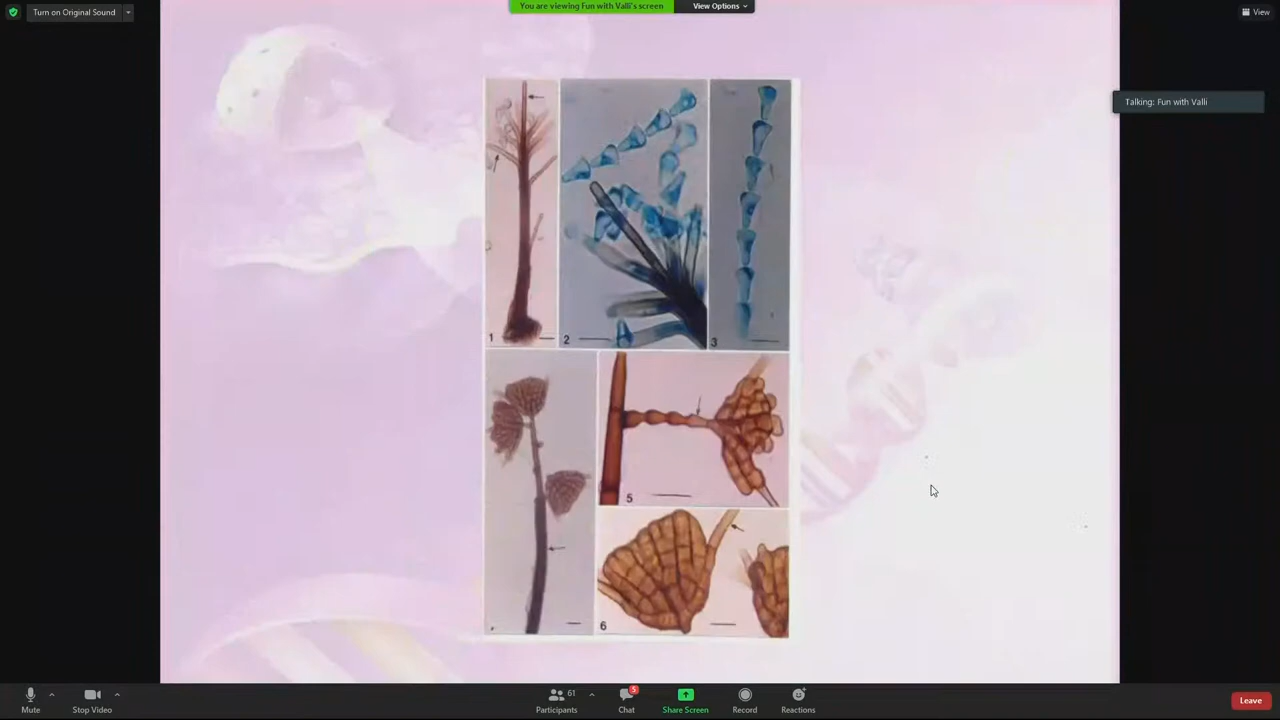 Turn on Original Sound
You are viewing Fun with Valli's screen
View Options
View
Talking: Fun with Valli
1
2
3
5
6
Mute
Stop Video
61
Participants
5
Chat
Share Screen
Record
Reactions
Leave